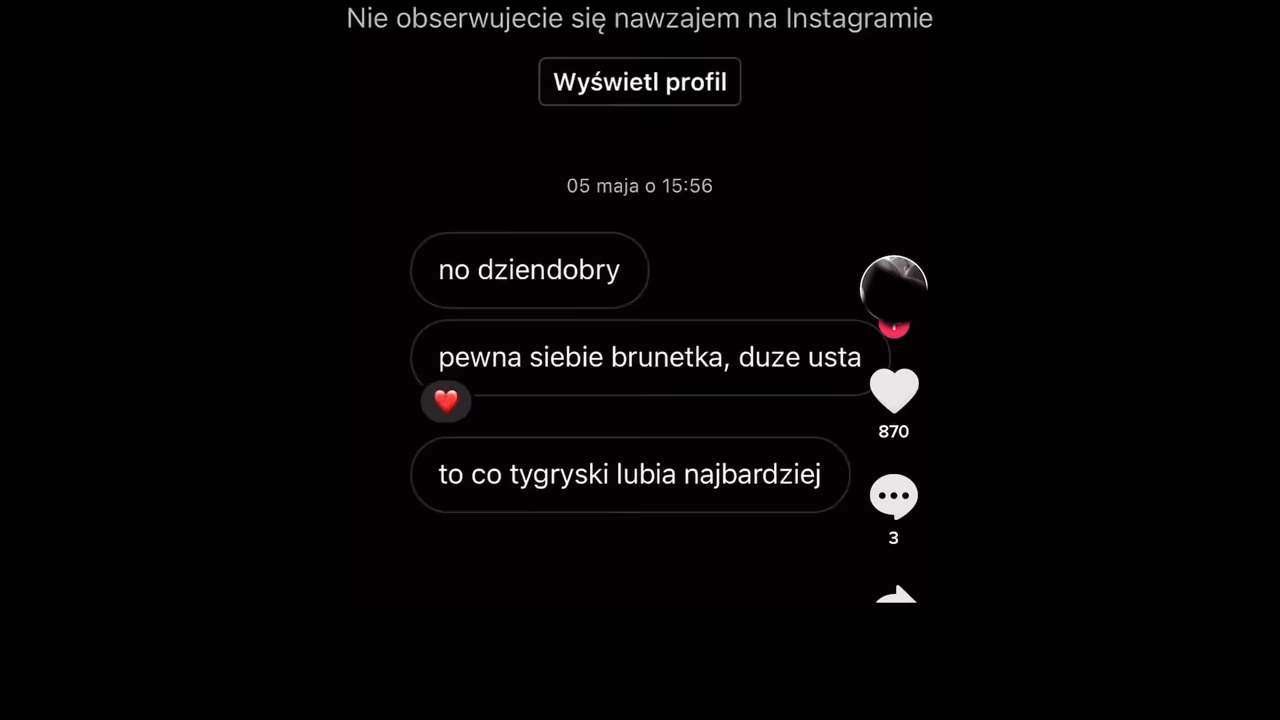 Nie obserwujecie się nawzajem na Instagramie
Wyświetl profil
05 maja o 15:56
no dziendobry
pewna siebie brunetka, duze usta
870
to co tygryski lubia najbardziej
3